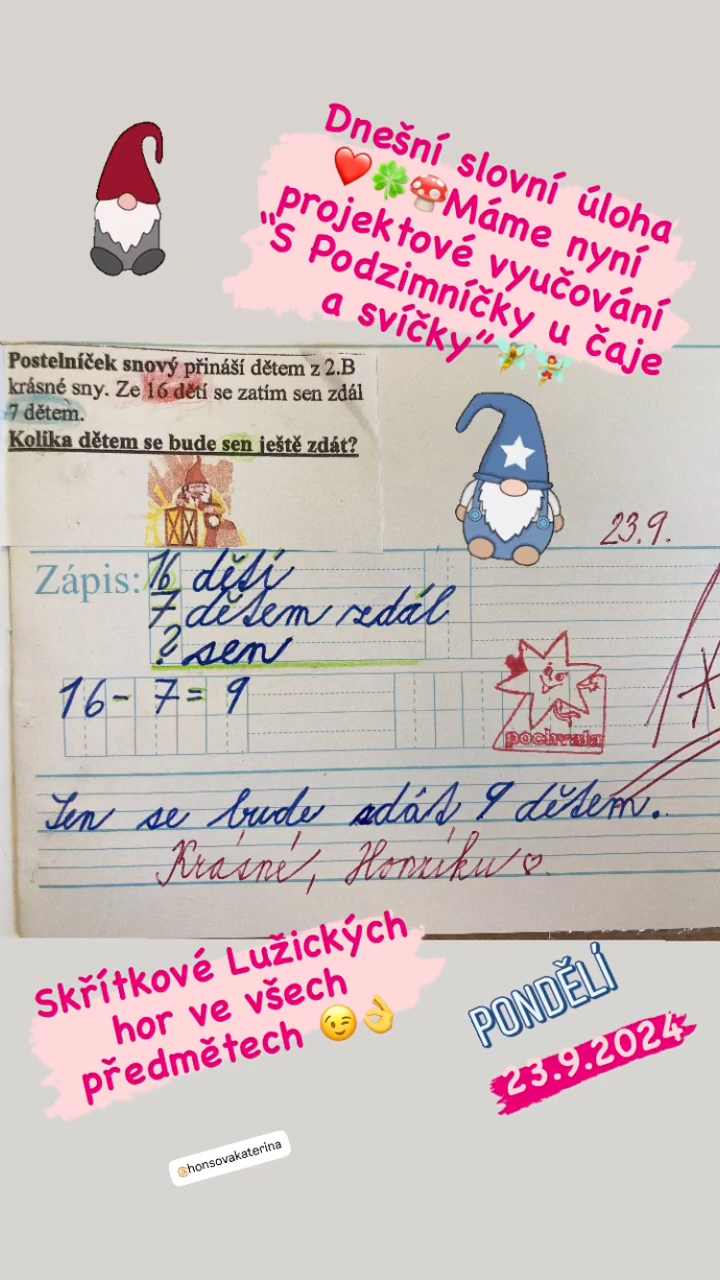 Dnešní slovní úloha
❤️🍀🍄Máme nyní
projektové vyučování
"S Podzimníčky u čaje
a svíčky"🧚🧚
Postelníček snový přináší dětem z 2.B
krásné sny. Ze 16 dětí se zatím sen zdál
7 dětem.
Kolika dětem se bude sen ještě zdát?
23.9.
Zápis: 16 dětí
7 dětem zdál
? sen
16 - 7 = 9
pochvala
Sen se bude zdát 9 dětem.
Krásné, Honzíku ♡
Skřítkové Lužických
hor ve všech
předmětech 😉👌
PONDĚLÍ
23.9.2024
honsovakaterina